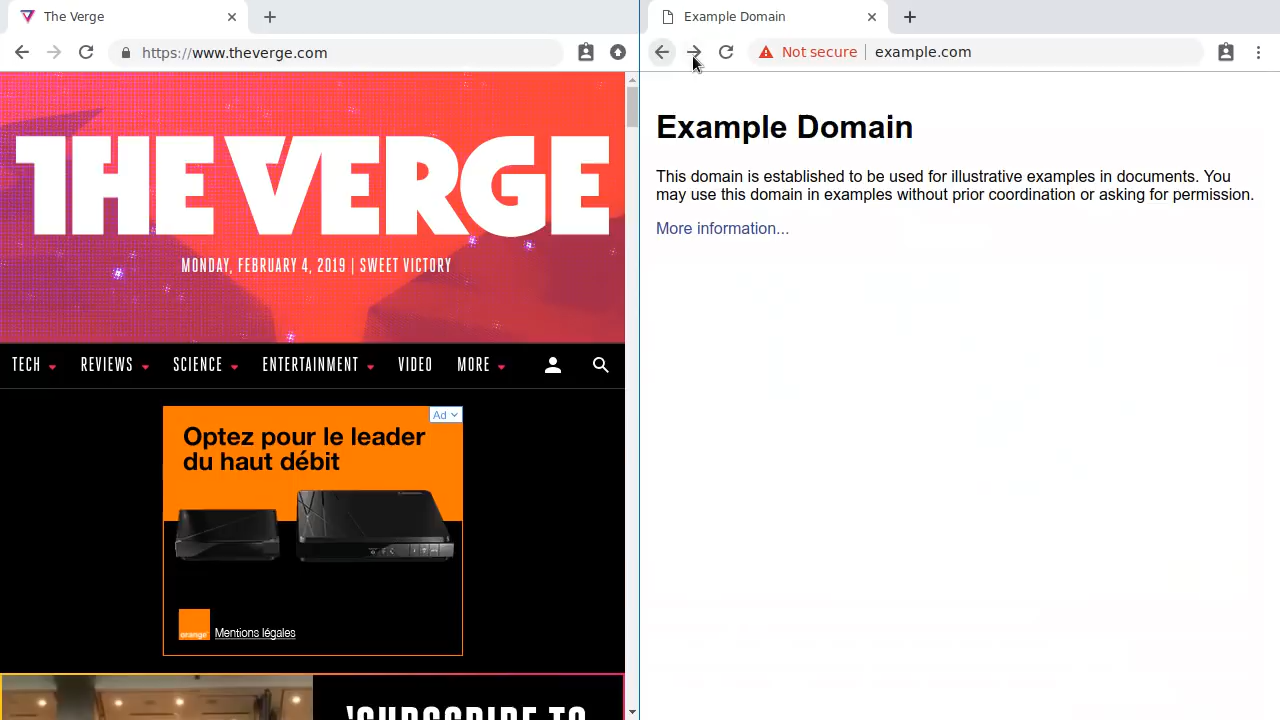 The Verge
https://www.theverge.com
THE VERGE
MONDAY, FEBRUARY 4, 2019 | SWEET VICTORY
TECH REVIEWS SCIENCE ENTERTAINMENT VIDEO MORE
Ad
Optez pour le leader
du haut débit
orange
Mentions légales
'SUBSCRIBE TO
Example Domain
Not secure | example.com
Example Domain
This domain is established to be used for illustrative examples in documents. You
may use this domain in examples without prior coordination or asking for permission.
More information...